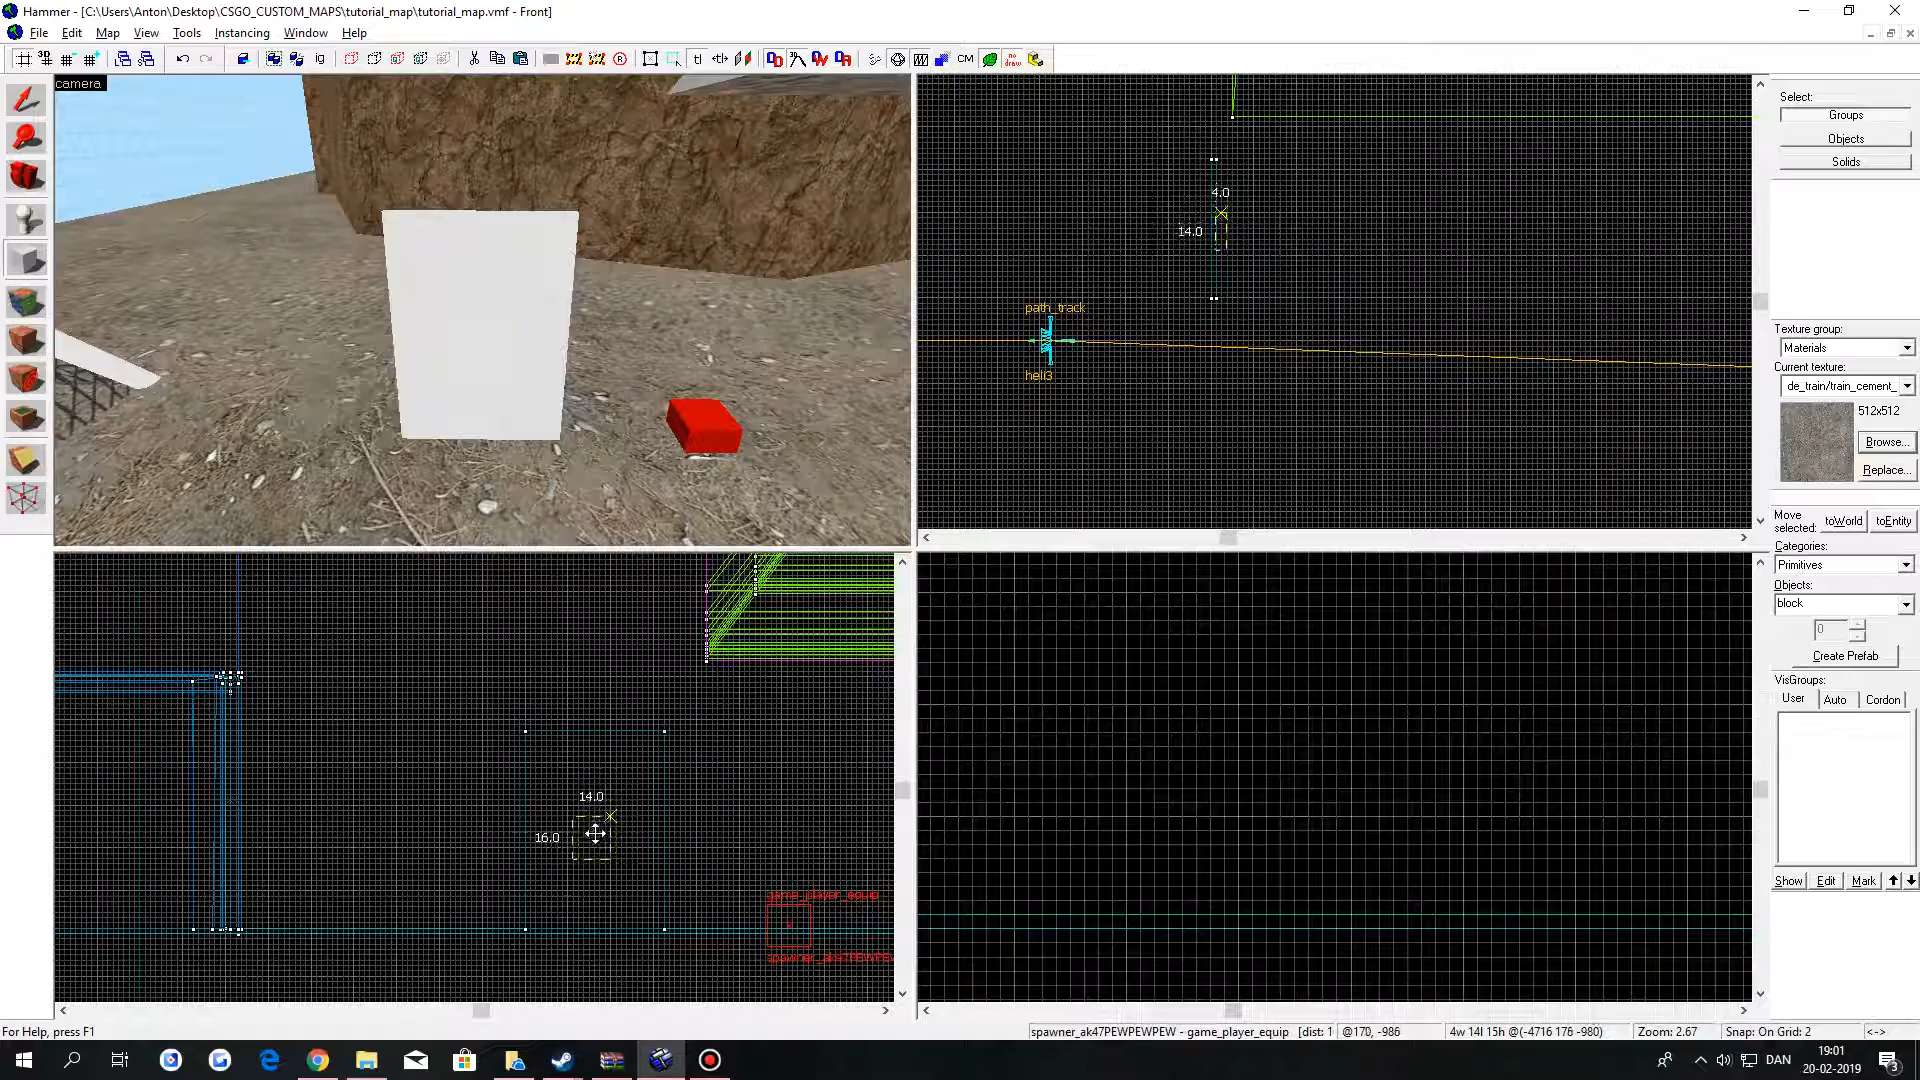 Hammer - [C:\Users\Anton\Desktop\CSGO_CUSTOM_MAPS\tutorial_map\tutorial_map.vmf - Front]
File Edit Map View Tools Instancing Window Help
camera
4.0
14.0
path_track
heli3
14.0
16.0
game_player_equip
Select:
Groups
Objects
Solids
Texture group:
Materials
Current texture:
de_train/train_cement_
512x512
Browse...
Replace...
Move selected: toWorld toEntity
Categories:
Primitives
Objects:
block
0
Create Prefab
VisGroups:
User Auto Cordon
Show Edit Mark
For Help, press F1
spawner_ak47PEWPEWPEW - game_player_equip [dist: 1
@170, -986
4w 14l 15h @(-4716 176 -980)
Zoom: 2.67
Snap: On Grid: 2
<->
DAN
19:01
20-02-2019
3